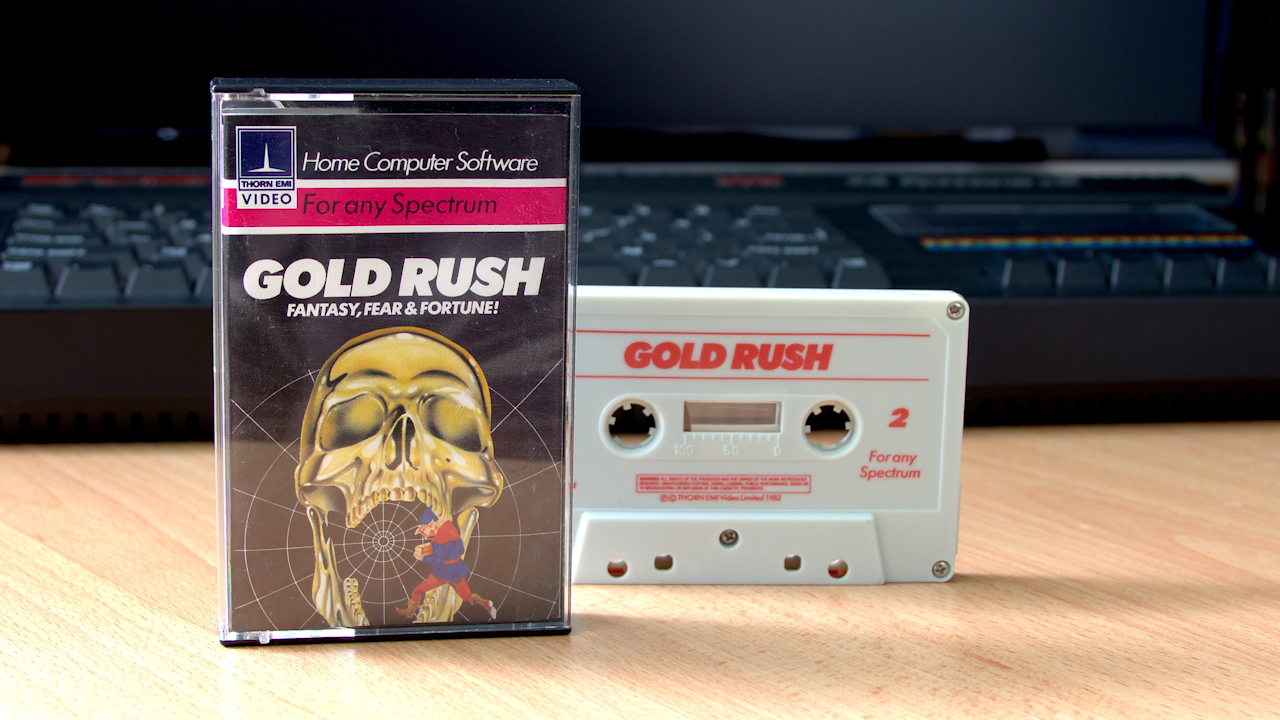 Home Computer Software
THORN EMI
VIDEO
For any Spectrum
GOLD RUSH
FANTASY, FEAR & FORTUNE!
GOLD RUSH
2
100 50 0
For any
Spectrum
℗© THORN EMI Video Limited 1983